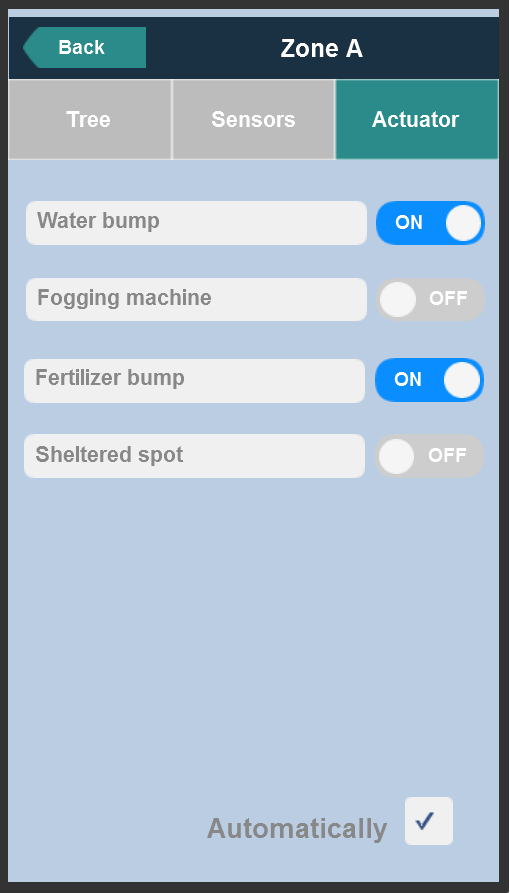 Back
Zone A
Tree Sensors Actuator
Water bump ON
Fogging machine OFF
Fertilizer bump ON
Sheltered spot OFF
Automatically